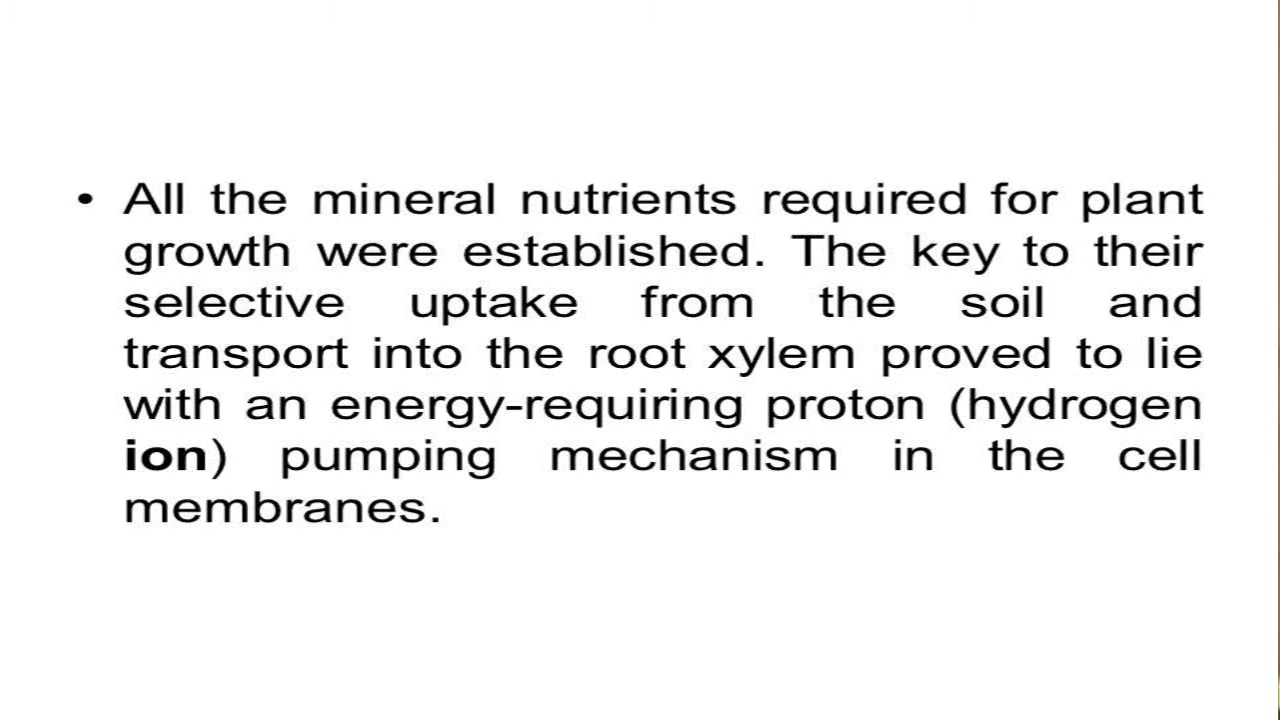 • All the mineral nutrients required for plant
growth were established. The key to their
selective uptake from the soil and
transport into the root xylem proved to lie
with an energy-requiring proton (hydrogen
ion) pumping mechanism in the cell
membranes.